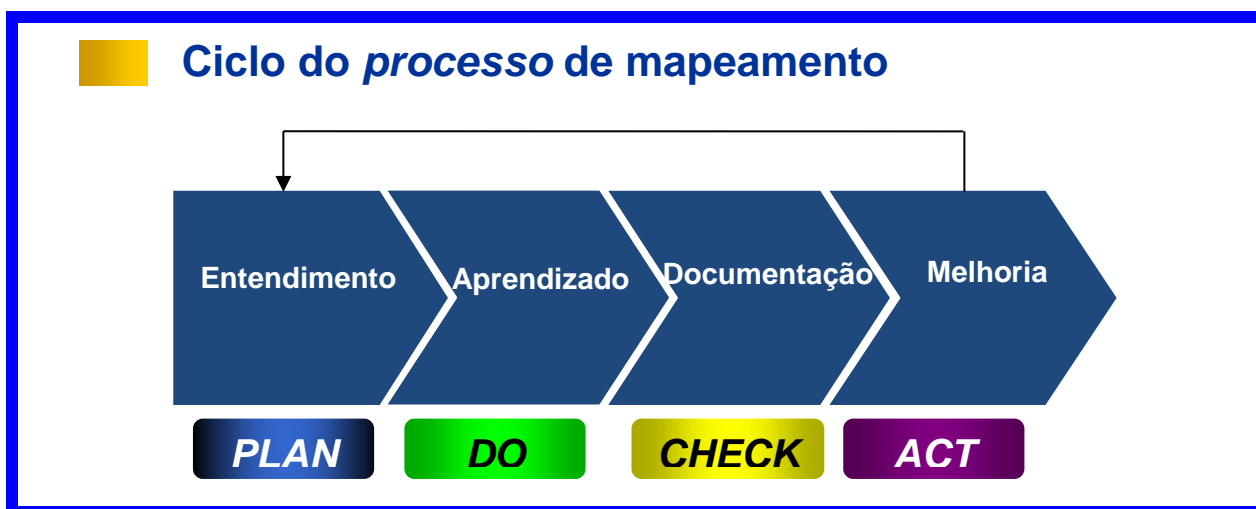 Ciclo do processo de mapeamento
Entendimento
Aprendizado
Documentação
Melhoria
PLAN
DO
CHECK
ACT